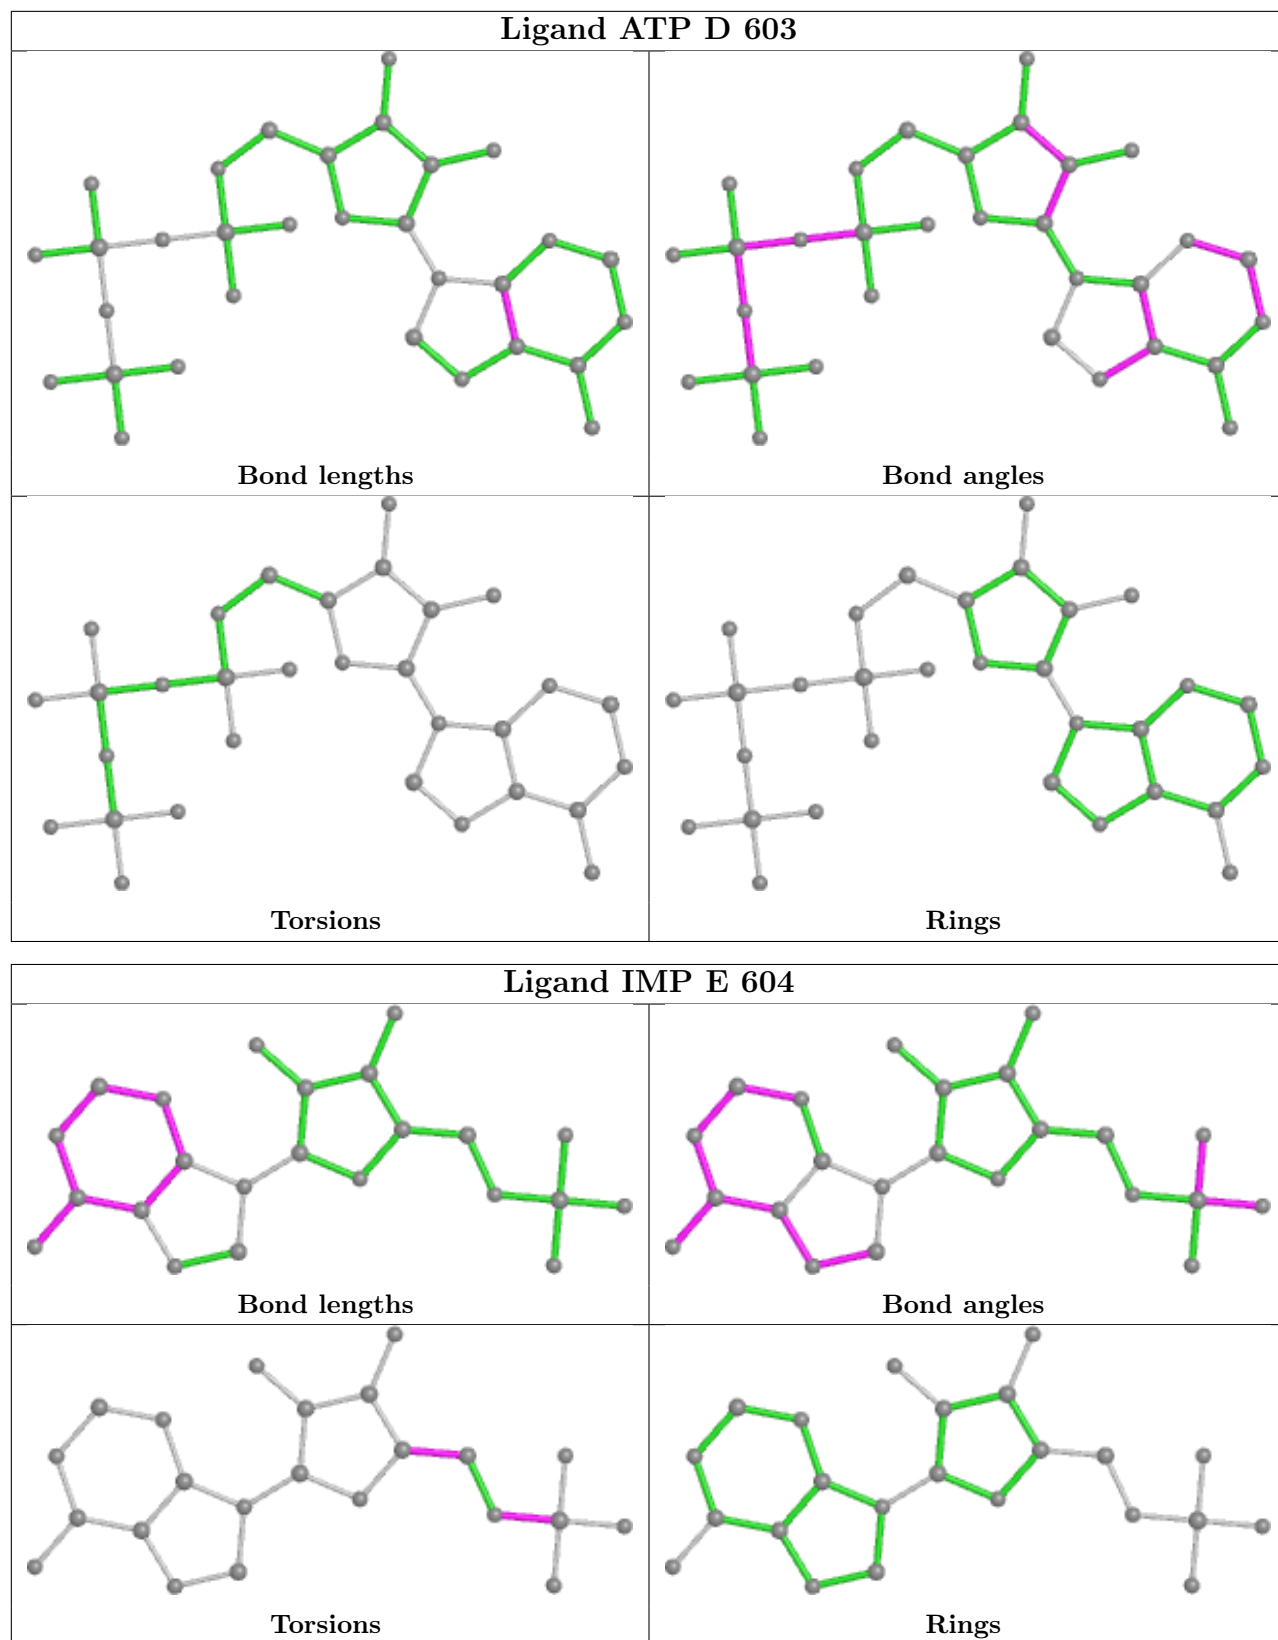 Ligand ATP D 603
Bond lengths
Bond angles
Torsions
Rings
Ligand IMP E 604
Bond lengths
Bond angles
Torsions
Rings